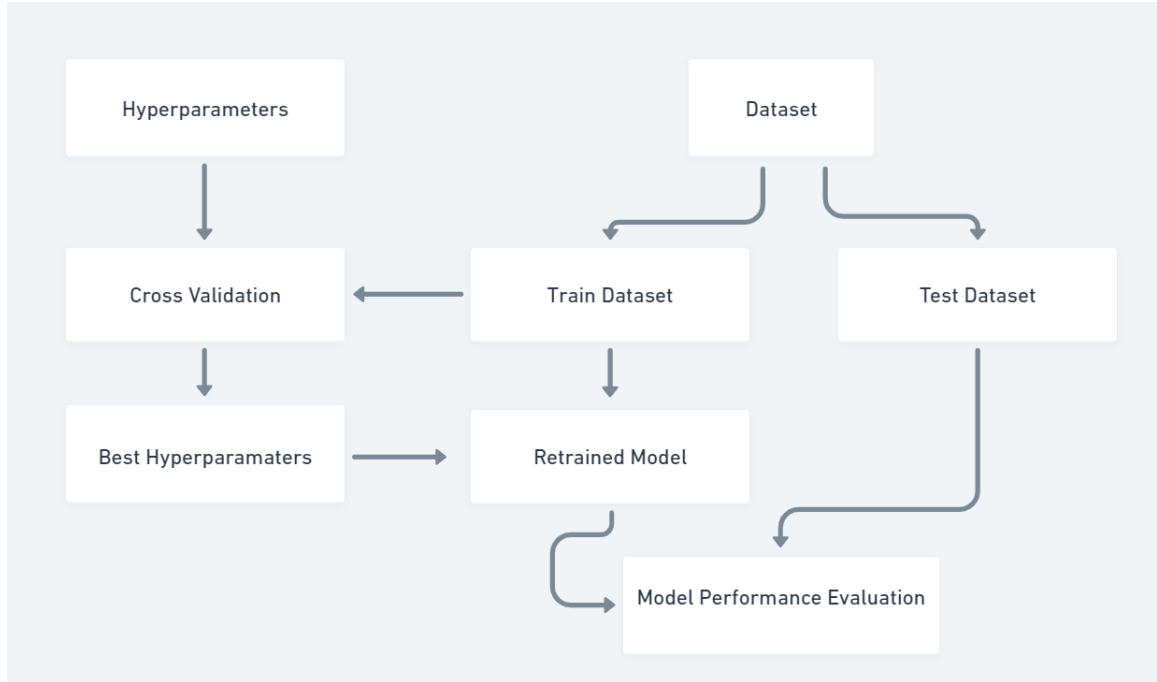 Hyperparameters
Dataset
Cross Validation
Train Dataset
Test Dataset
Best Hyperparamaters
Retrained Model
Model Performance Evaluation